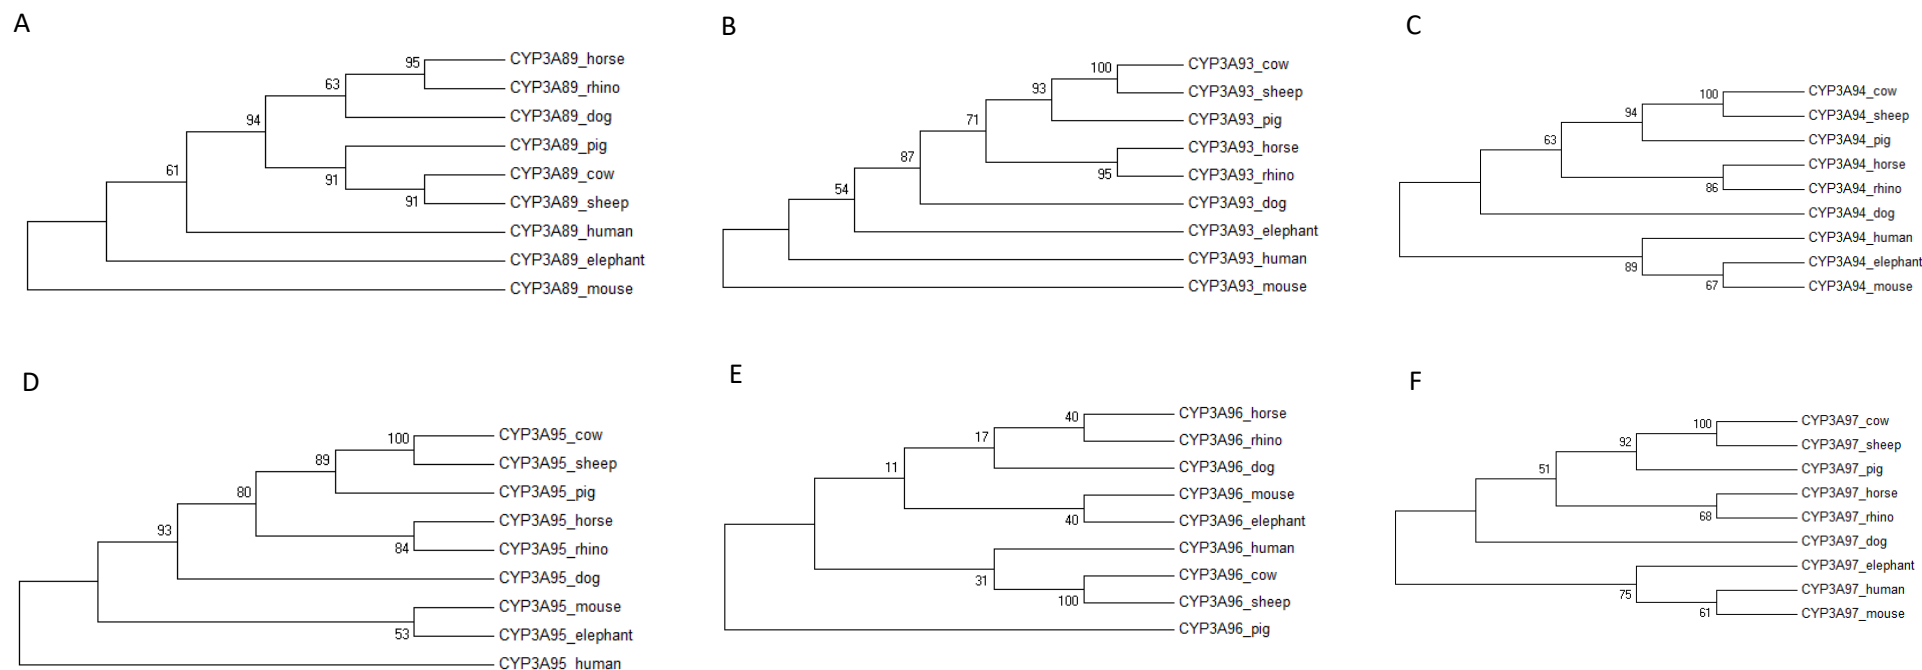 A
95
CYP3A89_horse
63
CYP3A89_rhino
94
CYP3A89_dog
61
CYP3A89_pig
91
CYP3A89_cow
91
CYP3A89_sheep
CYP3A89_human
CYP3A89_elephant
CYP3A89_mouse
B
100
CYP3A93_cow
93
CYP3A93_sheep
71
CYP3A93_pig
87
CYP3A93_horse
95
CYP3A93_rhino
54
CYP3A93_dog
CYP3A93_elephant
CYP3A93_human
CYP3A93_mouse
C
100
CYP3A94_cow
94
CYP3A94_sheep
63
CYP3A94_pig
CYP3A94_horse
86
CYP3A94_rhino
CYP3A94_dog
CYP3A94_human
89
CYP3A94_elephant
67
CYP3A94_mouse
D
100
CYP3A95_cow
89
CYP3A95_sheep
80
CYP3A95_pig
93
CYP3A95_horse
84
CYP3A95_rhino
CYP3A95_dog
CYP3A95_mouse
53
CYP3A95_elephant
CYP3A95_human
E
40
CYP3A96_horse
17
CYP3A96_rhino
11
CYP3A96_dog
CYP3A96_mouse
40
CYP3A96_elephant
CYP3A96_human
31
CYP3A96_cow
100
CYP3A96_sheep
CYP3A96_pig
F
100
CYP3A97_cow
92
CYP3A97_sheep
51
CYP3A97_pig
CYP3A97_horse
68
CYP3A97_rhino
CYP3A97_dog
CYP3A97_elephant
75
CYP3A97_human
61
CYP3A97_mouse